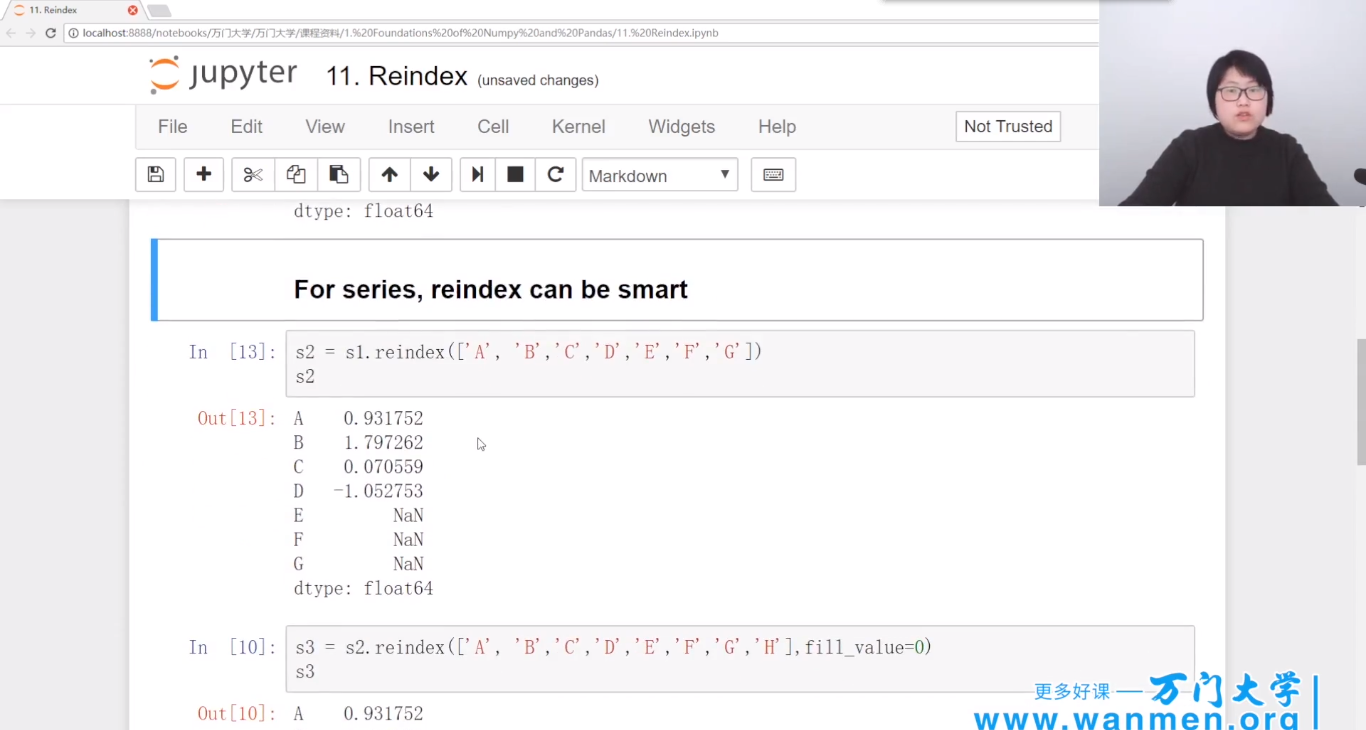 11. Reindex
localhost:8888/notebooks/万门大学/万门大学/课程资料/1.%20Foundations%20of%20Numpy%20and%20Pandas/11.%20Reindex.ipynb
jupyter 11. Reindex (unsaved changes)
File Edit View Insert Cell Kernel Widgets Help Not Trusted
Markdown
dtype: float64
For series, reindex can be smart
In [13]: s2 = s1.reindex(['A', 'B','C','D','E','F','G'])
s2
Out[13]: A 0.931752
B 1.797262
C 0.070559
D -1.052753
E NaN
F NaN
G NaN
dtype: float64
In [10]: s3 = s2.reindex(['A', 'B','C','D','E','F','G','H'],fill_value=0)
s3
Out[10]: A 0.931752
更多好课 — 万门大学
www.wanmen.org